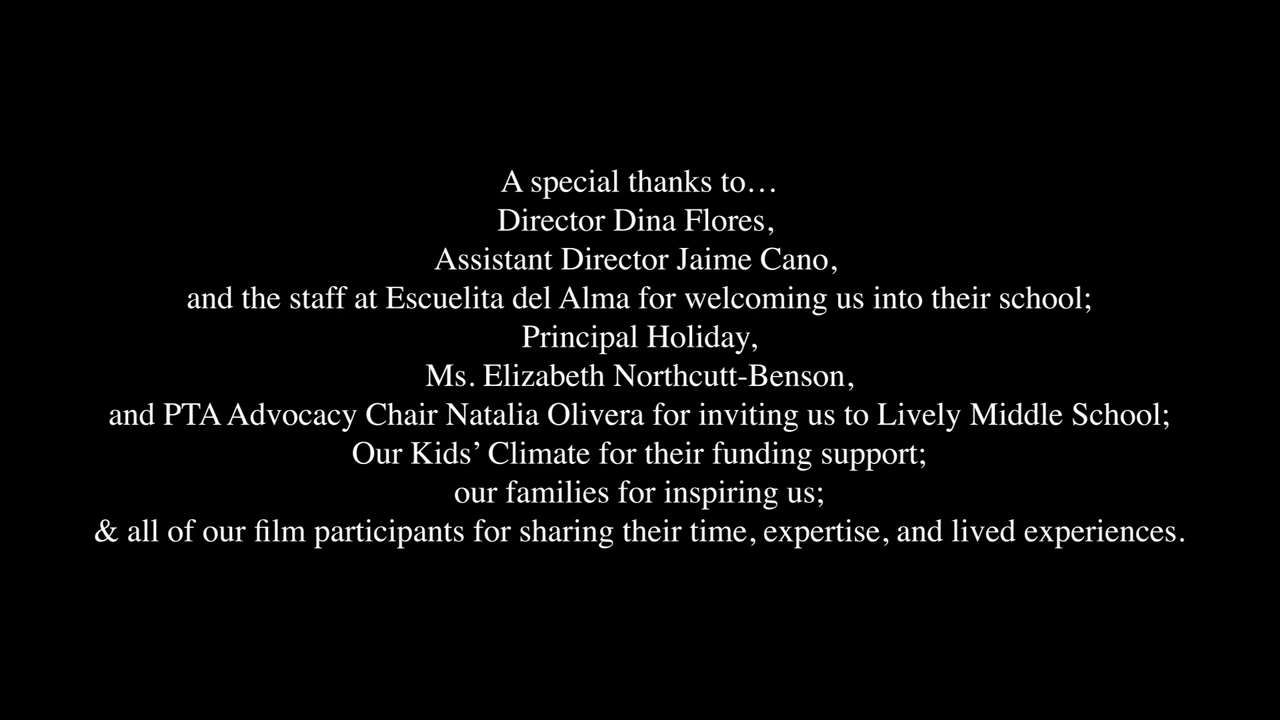 A special thanks to…
Director Dina Flores,
Assistant Director Jaime Cano,
and the staff at Escuelita del Alma for welcoming us into their school;
Principal Holiday,
Ms. Elizabeth Northcutt-Benson,
and PTA Advocacy Chair Natalia Olivera for inviting us to Lively Middle School;
Our Kids’ Climate for their funding support;
our families for inspiring us;
& all of our film participants for sharing their time, expertise, and lived experiences.